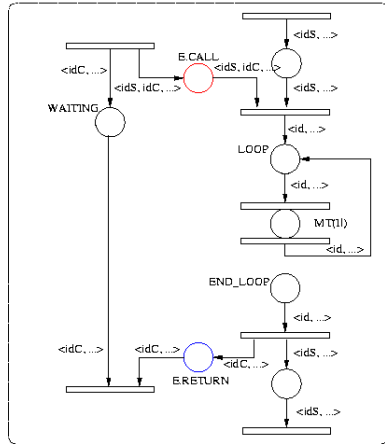 <idS, ...>
E.CALL
<idC, ...>
<idS, idC, ...>
<idS, idC, ...>
<idS, ...>
WAITING
<id, ...>
LOOP
<id, ...>
MT(1l)
<id, ...>
END_LOOP
<id, ...>
<idC, ...>
<idC, ...>
<idC, ...>
<idS, ...>
E.RETURN
<idS, ...>